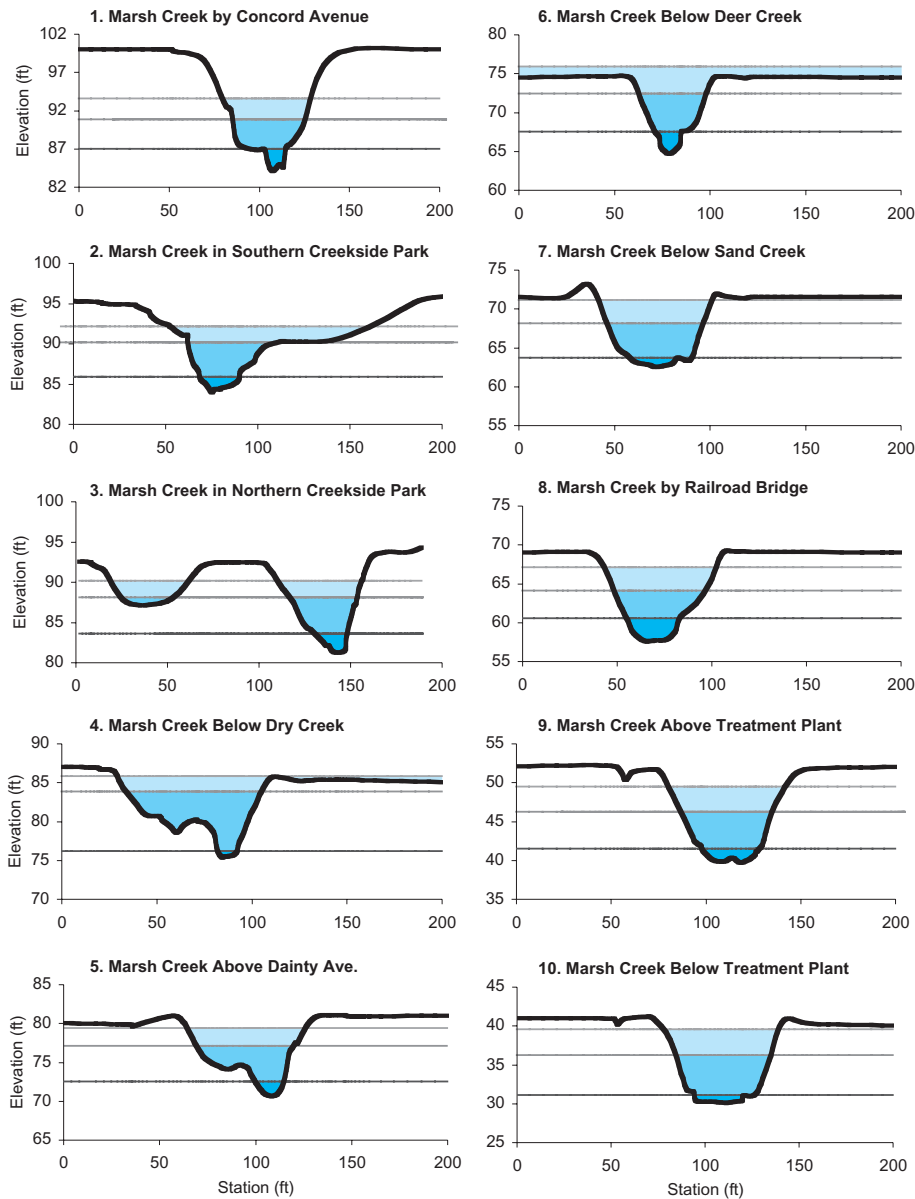 1. Marsh Creek by Concord Avenue
Elevation (ft)
102
97
92
87
82
0 50 100 150 200
2. Marsh Creek in Southern Creekside Park
Elevation (ft)
100
95
90
85
80
0 50 100 150 200
3. Marsh Creek in Northern Creekside Park
Elevation (ft)
100
95
90
85
80
0 50 100 150 200
4. Marsh Creek Below Dry Creek
Elevation (ft)
90
85
80
75
70
0 50 100 150 200
5. Marsh Creek Above Dainty Ave.
Elevation (ft)
85
80
75
70
65
0 50 100 150 200
Station (ft)
6. Marsh Creek Below Deer Creek
80
75
70
65
60
0 50 100 150 200
7. Marsh Creek Below Sand Creek
75
70
65
60
55
0 50 100 150 200
8. Marsh Creek by Railroad Bridge
75
70
65
60
55
0 50 100 150 200
9. Marsh Creek Above Treatment Plant
55
50
45
40
35
0 50 100 150 200
10. Marsh Creek Below Treatment Plant
45
40
35
30
25
0 50 100 150 200
Station (ft)